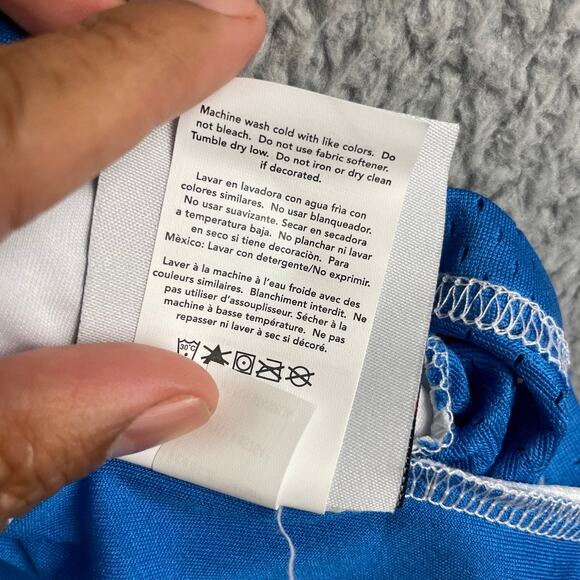 Machine wash cold with like colors. Do
not bleach. Do not use fabric softener.
Tumble dry low. Do not iron or dry clean
if decorated.
Lavar en lavadora con agua frìa con
colores similares. No usar blanqueador.
No usar suavizante. Secar en secadora
a temperatura baja. No planchar ni lavar
en seco si tiene decoraciòn. Para
Mèxico: Lavar con detergente/No exprimir.
Laver à la machine à l'eau froide avec des
couleurs similaires. Blanchiment interdit. Ne
pas utiliser d'assouplisseur. Sécher à la
machine à basse température. Ne pas
repasser ni laver à sec si décoré.
30°C